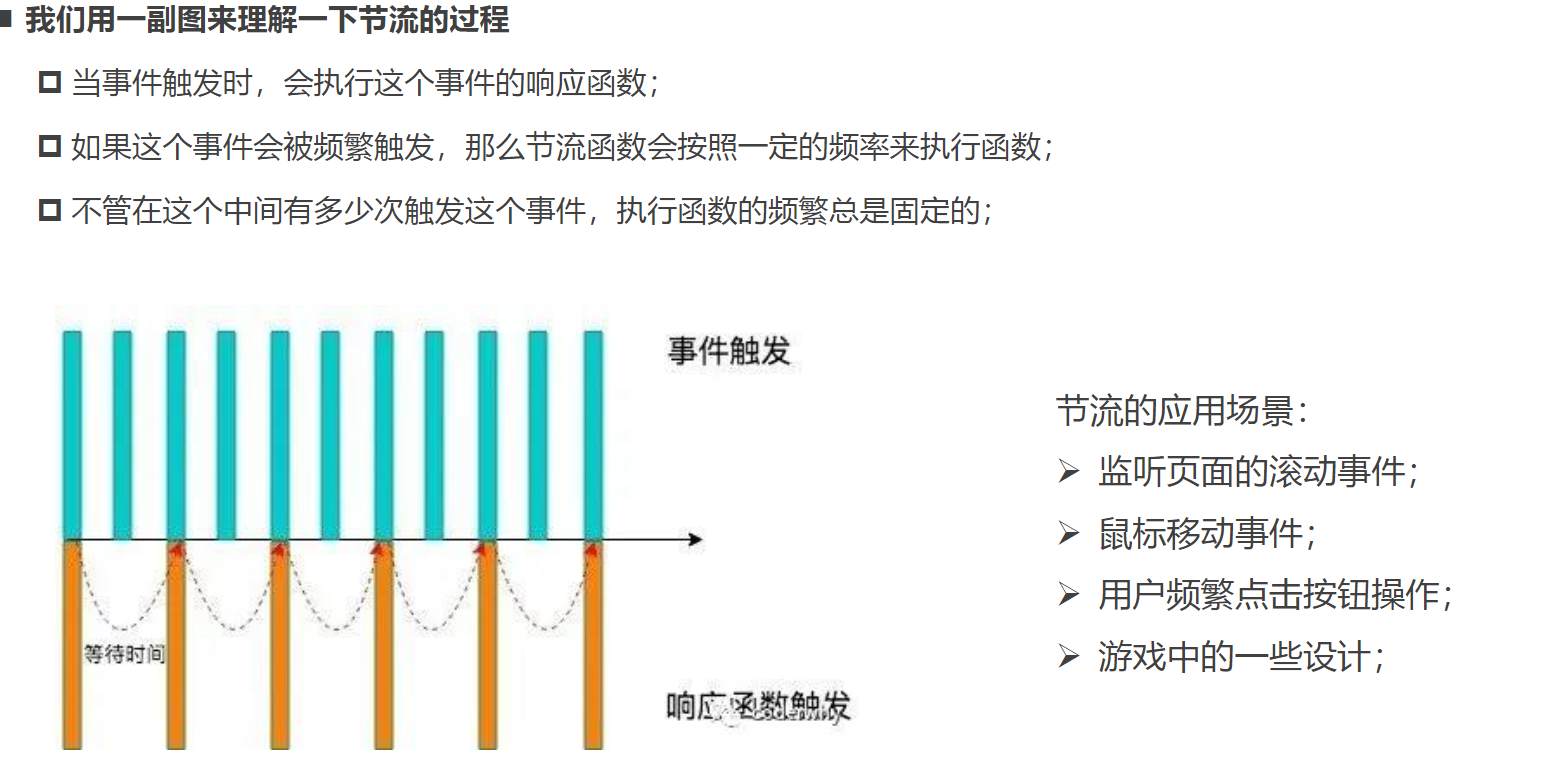 我们用一副图来理解一下节流的过程
当事件触发时，会执行这个事件的响应函数；
如果这个事件会被频繁触发，那么节流函数会按照一定的频率来执行函数；
不管在这个中间有多少次触发这个事件，执行函数的频繁总是固定的；
事件触发
等待时间
响应函数触发
节流的应用场景：
监听页面的滚动事件；
鼠标移动事件；
用户频繁点击按钮操作；
游戏中的一些设计；